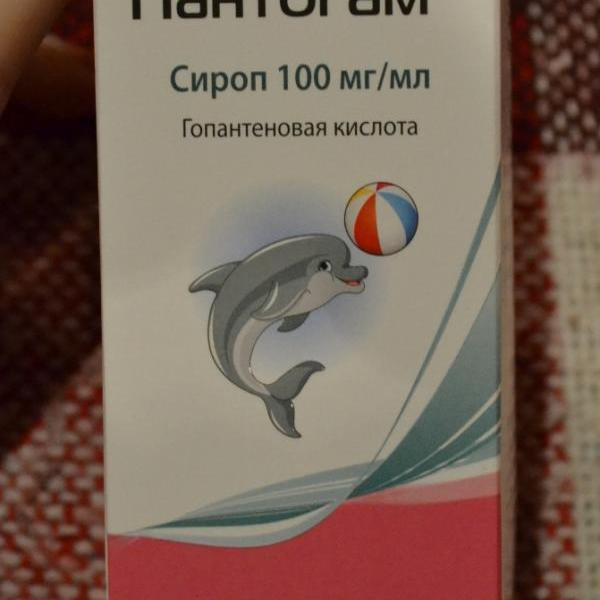 Пантогам
Сироп 100 мг/мл
Гопантеновая кислота